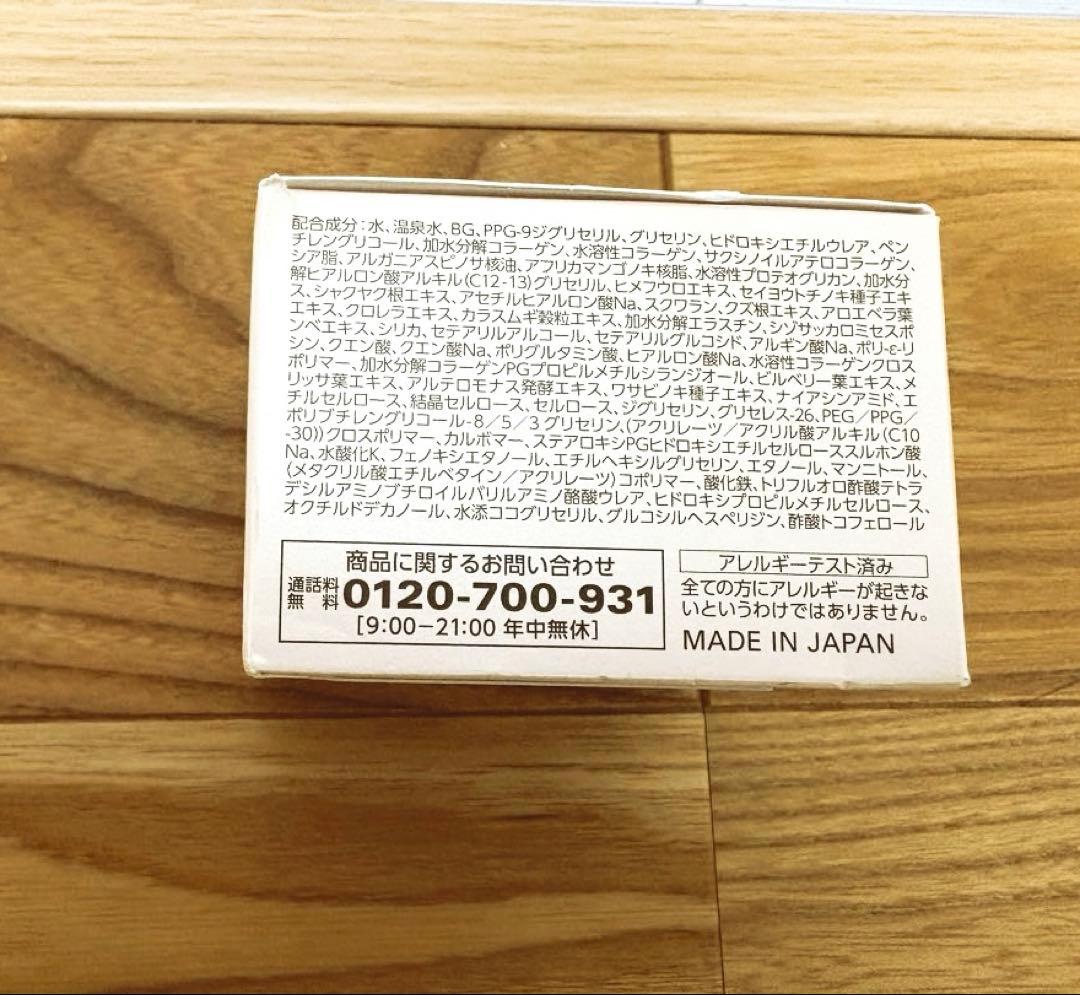 配合成分：水、温泉水、BG、PPG-9ジグリセリル、グリセリン、ヒドロキシエチルウレア、ペン
チレングリコール、加水分解コラーゲン、水溶性コラーゲン、サクシノイルアテロコラーゲン、
シア脂、アルガニアスピノサ核油、アフリカマンゴノキ核脂、水溶性プロテオグリカン、加水分
解ヒアルロン酸アルキル(C12-13)グリセリル、ヒメフウロエキス、セイヨウトチノキ種子エキ
ス、シャクヤク根エキス、アセチルヒアルロン酸Na、スクワラン、クズ根エキス、アロエベラ葉
エキス、クロレラエキス、カラスムギ穀粒エキス、加水分解エラスチン、シゾサッカロミセスポ
ンベエキス、シリカ、セテアリルアルコール、セテアリルグルコシド、アルギン酸Na、ポリ-ε-リ
シン、クエン酸、クエン酸Na、ポリグルタミン酸、ヒアルロン酸Na、水溶性コラーゲンクロス
ポリマー、加水分解コラーゲンPGプロピルメチルシランジオール、ビルベリー葉エキス、メ
リッサ葉エキス、アルテロモナス発酵エキス、ワサビノキ種子エキス、ナイアシンアミド、エ
チルセルロース、結晶セルロース、セルロース、ジグリセリン、グリセレス-26、PEG／PPG／
ポリブチレングリコール-8／5／3グリセリン、(アクリレーツ／アクリル酸アルキル(C10
-30))クロスポリマー、カルボマー、ステアロキシPGヒドロキシエチルセルローススルホン酸
Na、水酸化K、フェノキシエタノール、エチルヘキシルグリセリン、エタノール、マンニトール、
(メタクリル酸エチルベタイン／アクリレーツ)コポリマー、酸化鉄、トリフルオロ酢酸テトラ
デシルアミノブチロイルバリルアミノ酪酸ウレア、ヒドロキシプロピルメチルセルロース、
オクチルドデカノール、水添ココグリセリル、グルコシルヘスペリジン、酢酸トコフェロール
商品に関するお問い合わせ
通話料
無 料 0120-700-931
[9:00－21:00 年中無休]
アレルギーテスト済み
全ての方にアレルギーが起きな
いというわけではありません。
MADE IN JAPAN